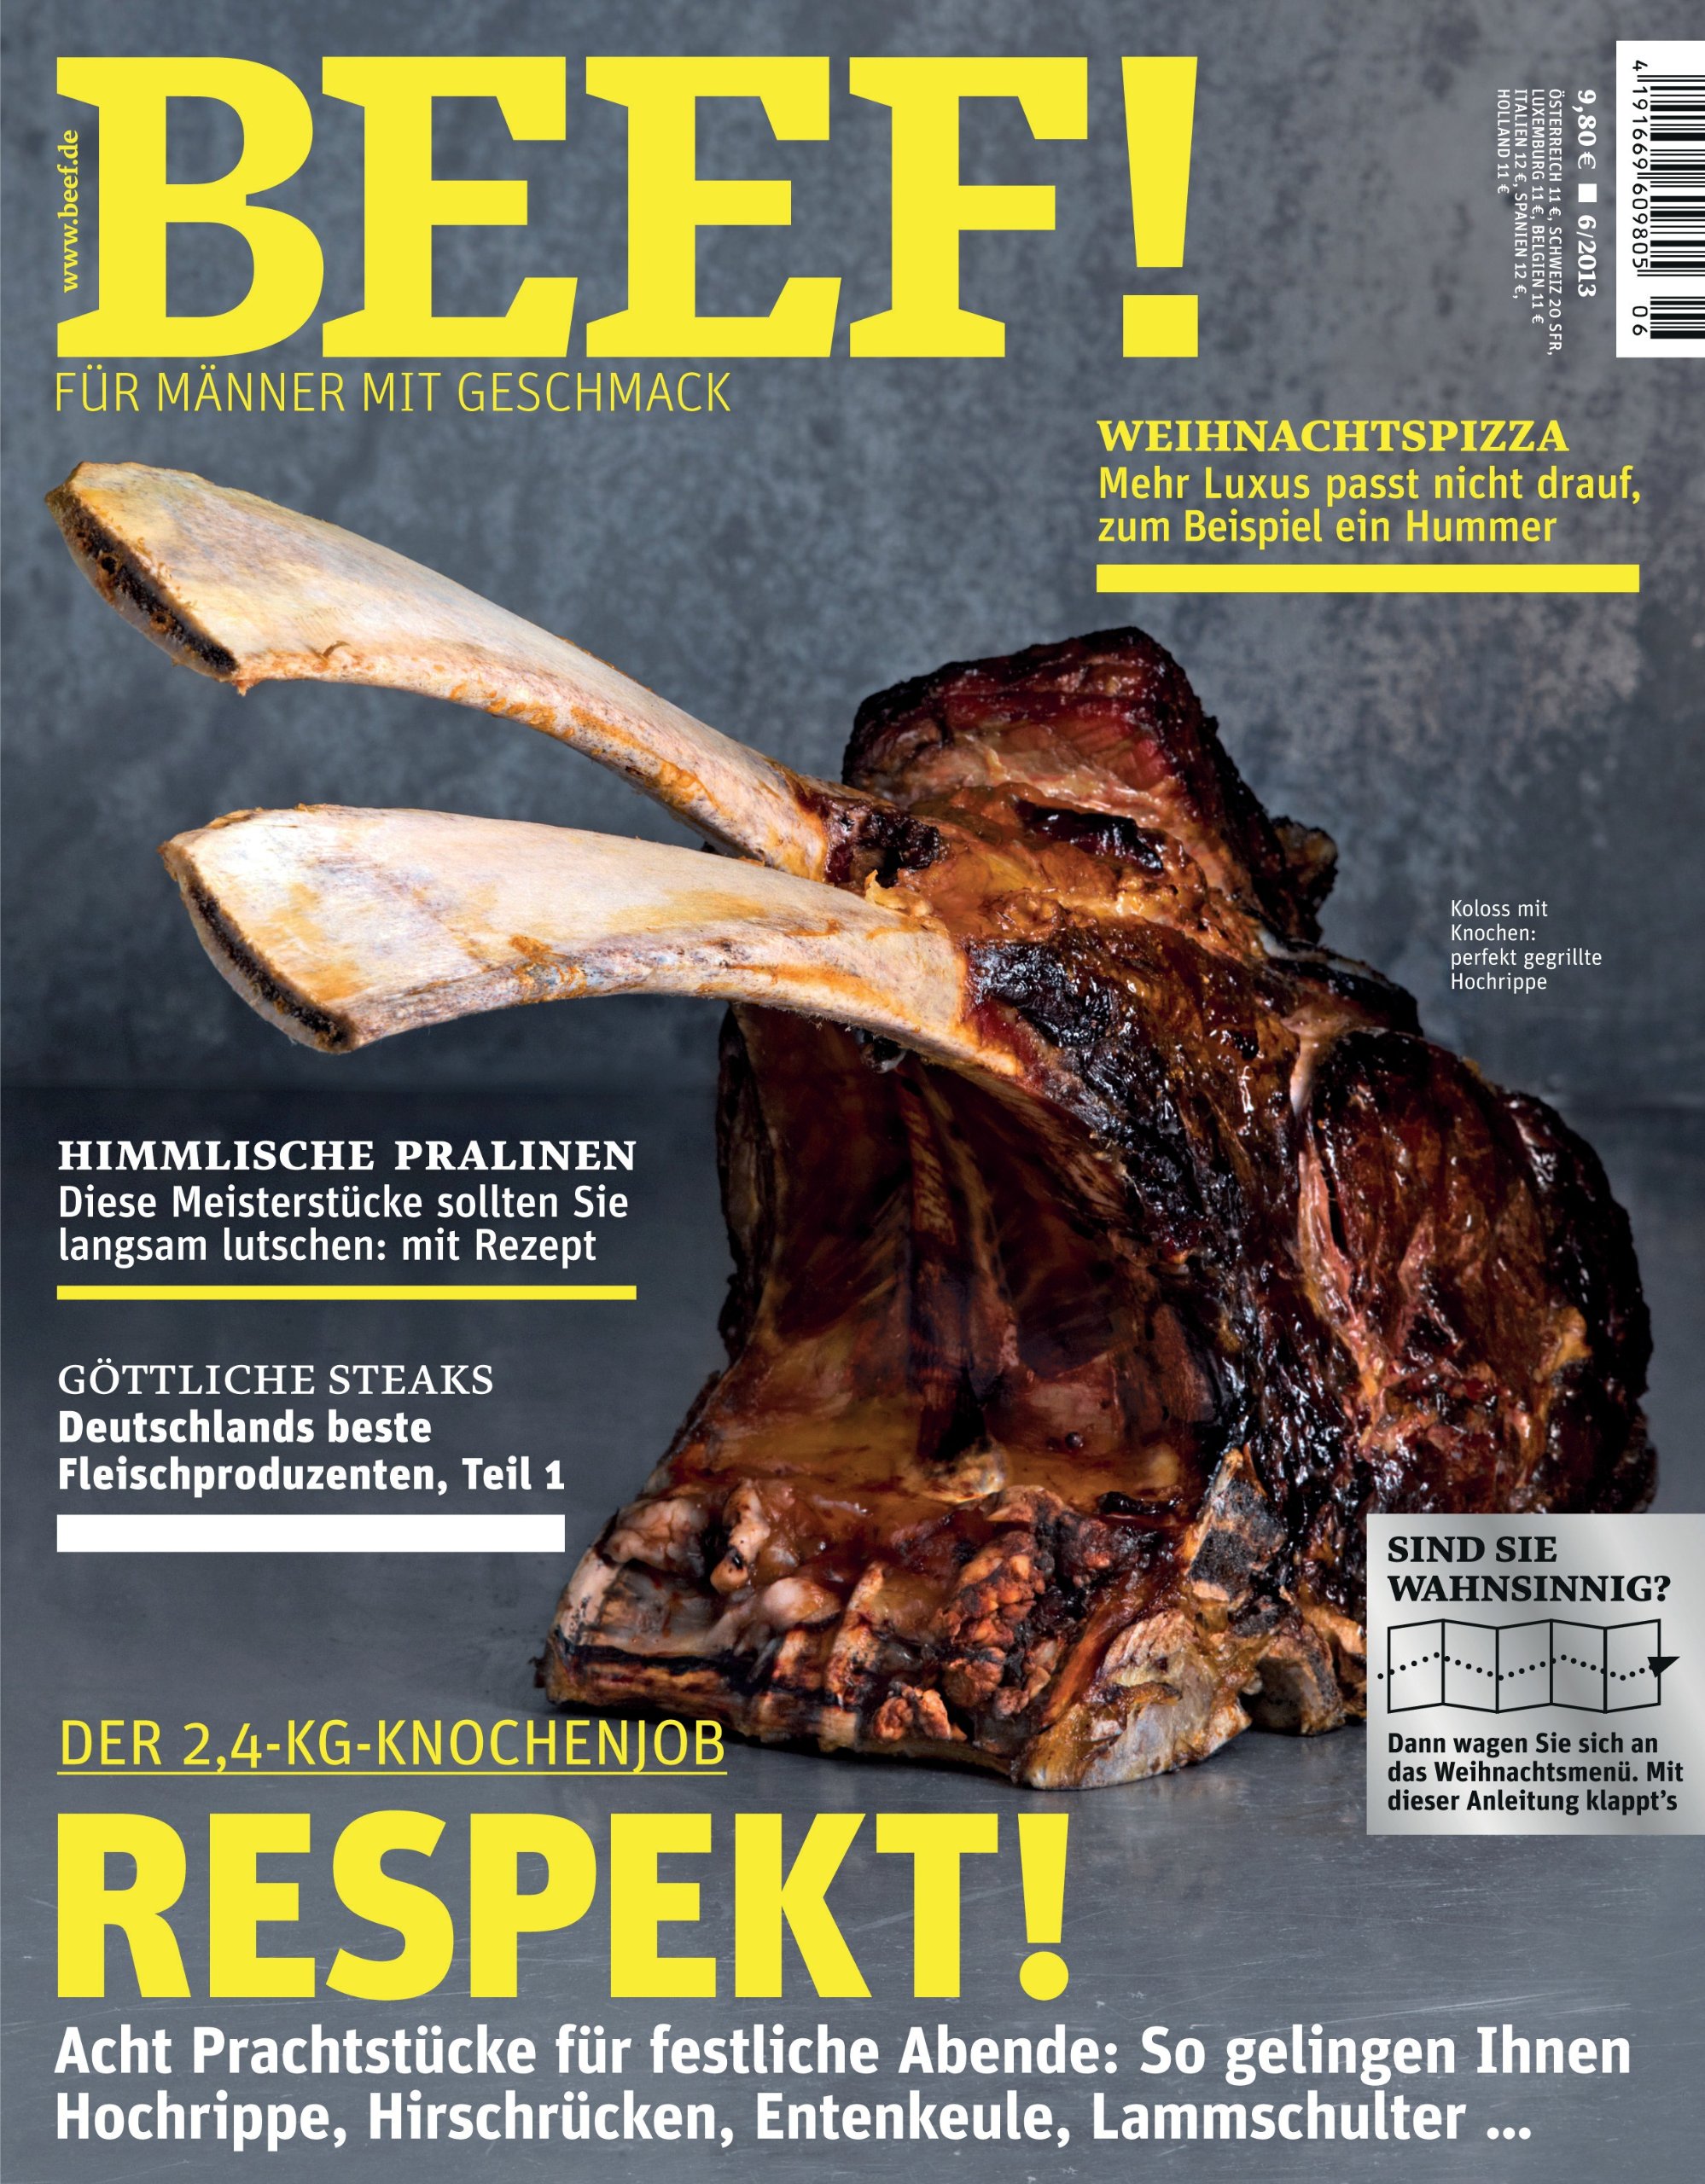 BEEF!
www.beef.de
FÜR MÄNNER MIT GESCHMACK
9,80 € ■ 6/2013
ÖSTERREICH 11 €, SCHWEIZ 20 SFR,
LUXEMBURG 11 €, BELGIEN 11 €
ITALIEN 12 €, SPANIEN 12 €,
HOLLAND 11 €
4 191669 609805 06
WEIHNACHTSPIZZA
Mehr Luxus passt nicht drauf,
zum Beispiel ein Hummer
Koloss mit
Knochen:
perfekt gegrillte
Hochrippe
HIMMLISCHE PRALINEN
Diese Meisterstücke sollten Sie
langsam lutschen: mit Rezept
GÖTTLICHE STEAKS
Deutschlands beste
Fleischproduzenten, Teil 1
SIND SIE
WAHNSINNIG?
Dann wagen Sie sich an
das Weihnachtsmenü. Mit
dieser Anleitung klappt's
DER 2,4-KG-KNOCHENJOB
RESPEKT!
Acht Prachtstücke für festliche Abende: So gelingen Ihnen
Hochrippe, Hirschrücken, Entenkeule, Lammschulter ...